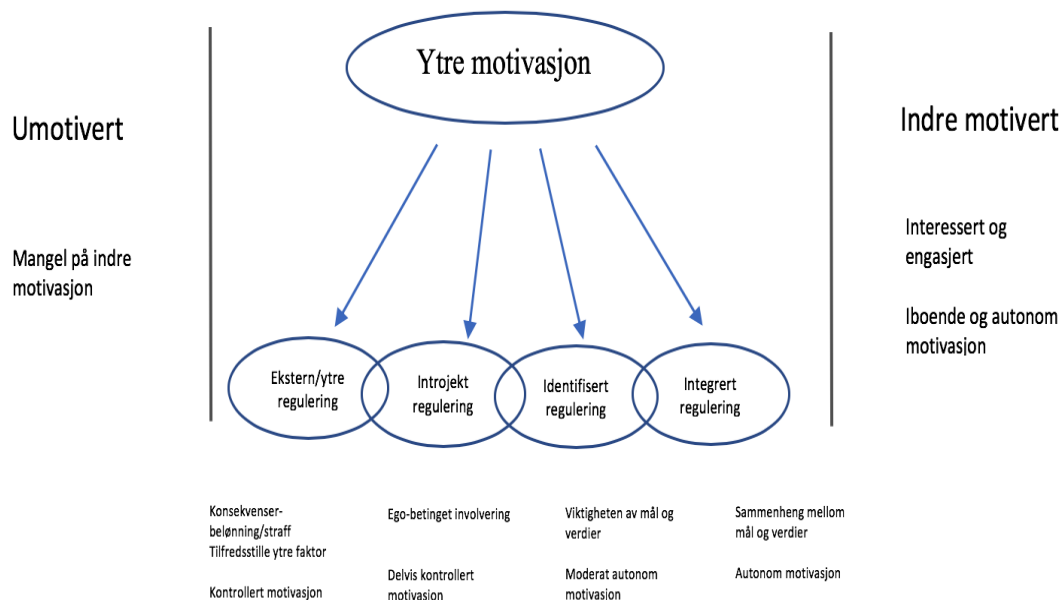 Ytre motivasjon
Umotivert
Mangel på indre
motivasjon
Indre motivert
Interessert og
engasjert
Iboende og autonom
motivasjon
Ekstern/ytre
regulering
Introjekt
regulering
Identifisert
regulering
Integrert
regulering
Konsekvenser-
belønning/straff
Tilfredsstille ytre faktor
Kontrollert motivasjon
Ego-betinget involvering
Delvis kontrollert
motivasjon
Viktigheten av mål og
verdier
Moderat autonom
motivasjon
Sammenheng mellom
mål og verdier
Autonom motivasjon